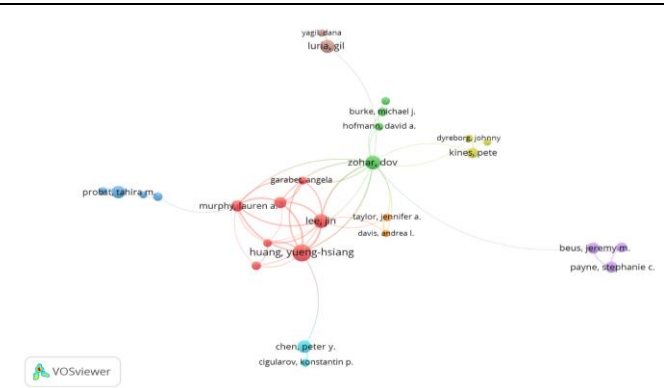 yagil, dana
luria, gil
burke, michael j.
hofmann, david a.
dyreborg, johnny
kines, pete
zohar, dov
garabet, angela
probst, tahira m.
murphy, lauren a.
lee, jin
taylor, jennifer a.
davis, andrea l.
huang, yueng-hsiang
beus, jeremy m.
payne, stephanie c.
chen, peter y.
cigularov, konstantin p.
VOSviewer